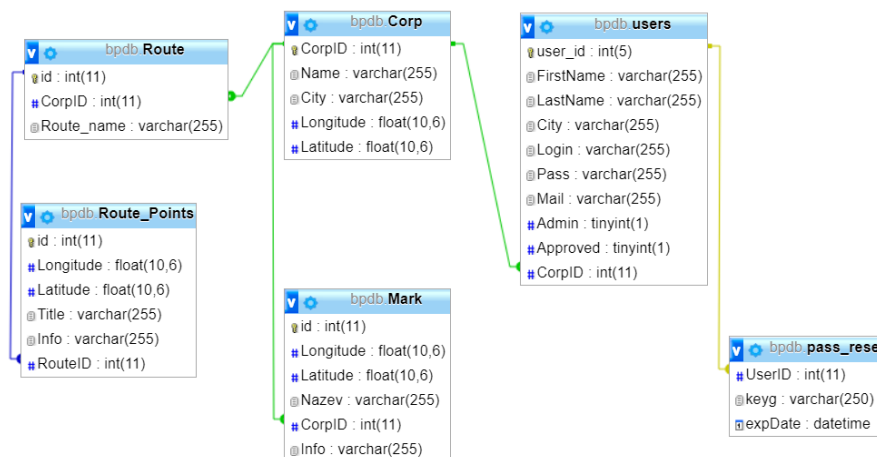 bpdb.Route
id : int(11)
CorpID : int(11)
Route_name : varchar(255)
bpdb.Corp
CorpID : int(11)
Name : varchar(255)
City : varchar(255)
Longitude : float(10,6)
Latitude : float(10,6)
bpdb.users
user_id : int(5)
FirstName : varchar(255)
LastName : varchar(255)
City : varchar(255)
Login : varchar(255)
Pass : varchar(255)
Mail : varchar(255)
Admin : tinyint(1)
Approved : tinyint(1)
CorpID : int(11)
bpdb.Route_Points
id : int(11)
Longitude : float(10,6)
Latitude : float(10,6)
Title : varchar(255)
Info : varchar(255)
RouteID : int(11)
bpdb.Mark
id : int(11)
Longitude : float(10,6)
Latitude : float(10,6)
Nazev : varchar(255)
CorpID : int(11)
Info : varchar(255)
bpdb.pass_rese
UserID : int(11)
keyg : varchar(250)
expDate : datetime